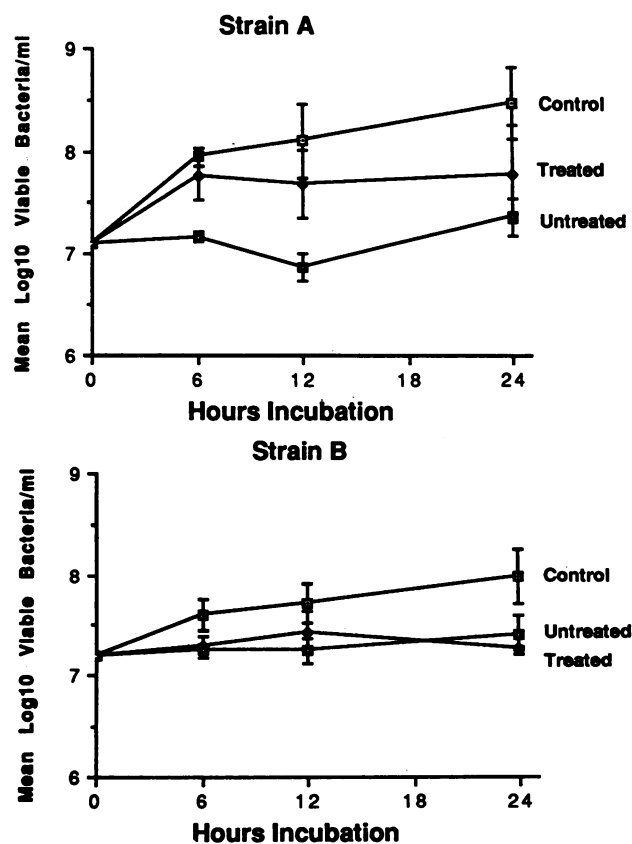 Strain A
Mean Log10 Viable Bacteria/ml
9
8
7
6
0 6 12 18 24
Hours Incubation
Control
Treated
Untreated
Strain B
Mean Log10 Viable Bacteria/ml
9
8
7
6
0 6 12 18 24
Hours Incubation
Control
Untreated
Treated